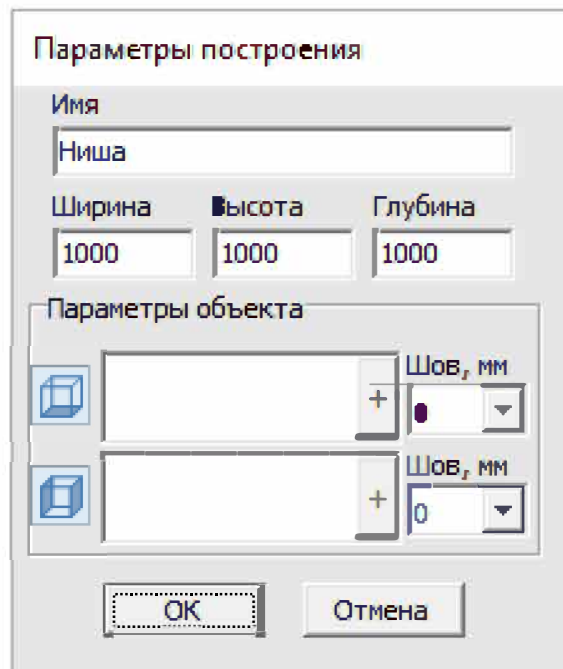 Параметры построения
Имя
Ниша
Ширина Высота Глубина
1000 1000 1000
Параметры объекта
Шов, мм
+
Шов, мм
+ 0
OK Отмена